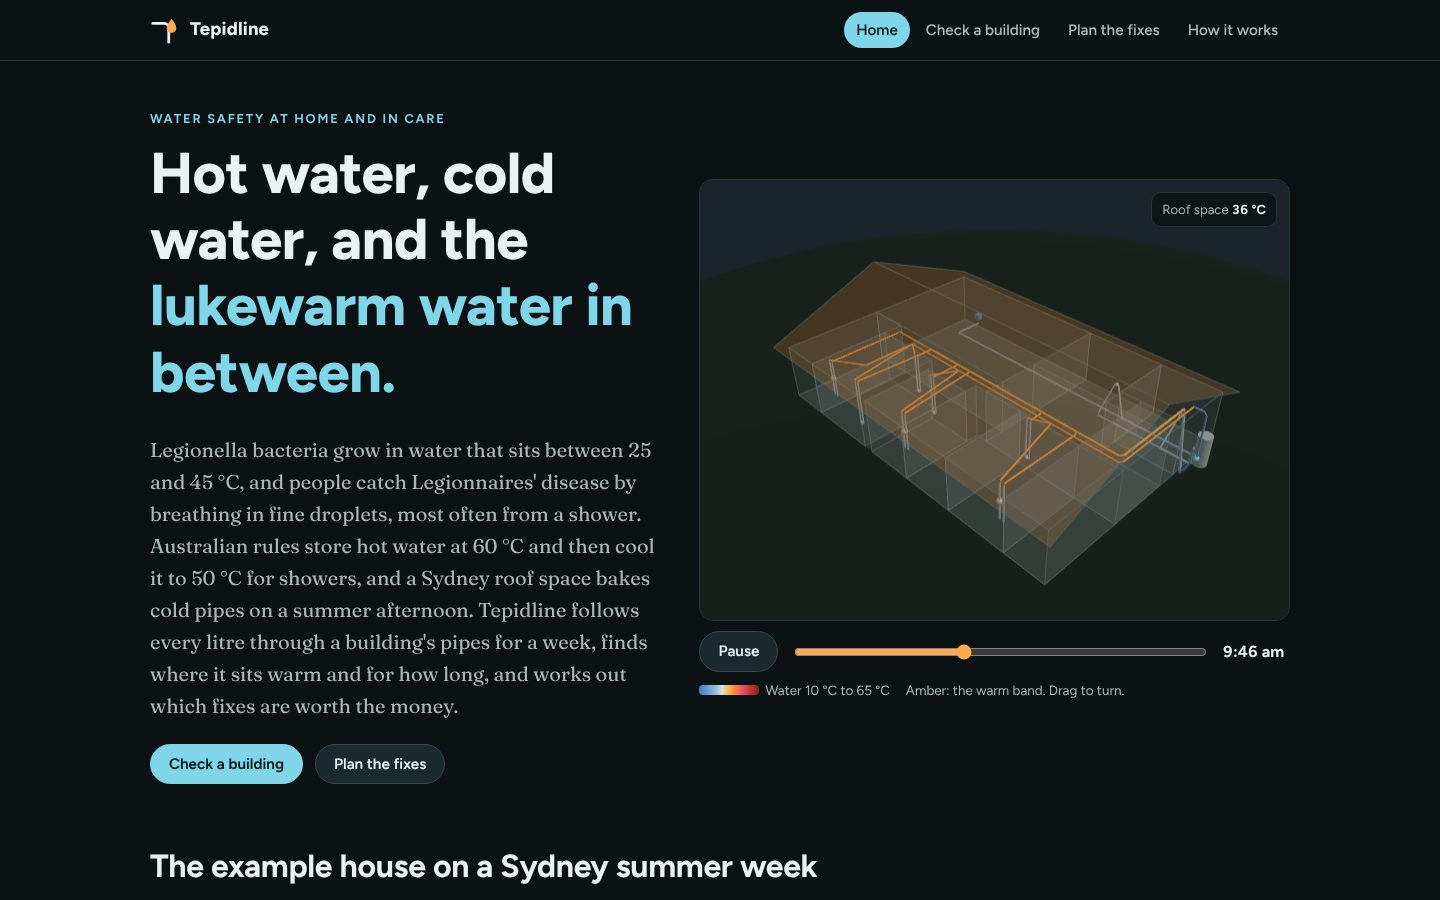 Tepidline
Home
Check a building
Plan the fixes
How it works
WATER SAFETY AT HOME AND IN CARE
Hot water, cold
water, and the
lukewarm water in
between.
Legionella bacteria grow in water that sits between 25
and 45 °C, and people catch Legionnaires' disease by
breathing in fine droplets, most often from a shower.
Australian rules store hot water at 60 °C and then cool
it to 50 °C for showers, and a Sydney roof space bakes
cold pipes on a summer afternoon. Tepidline follows
every litre through a building's pipes for a week, finds
where it sits warm and for how long, and works out
which fixes are worth the money.
Check a building
Plan the fixes
Roof space 36 °C
Pause
9:46 am
Water 10 °C to 65 °C
Amber: the warm band. Drag to turn.
The example house on a Sydney summer week